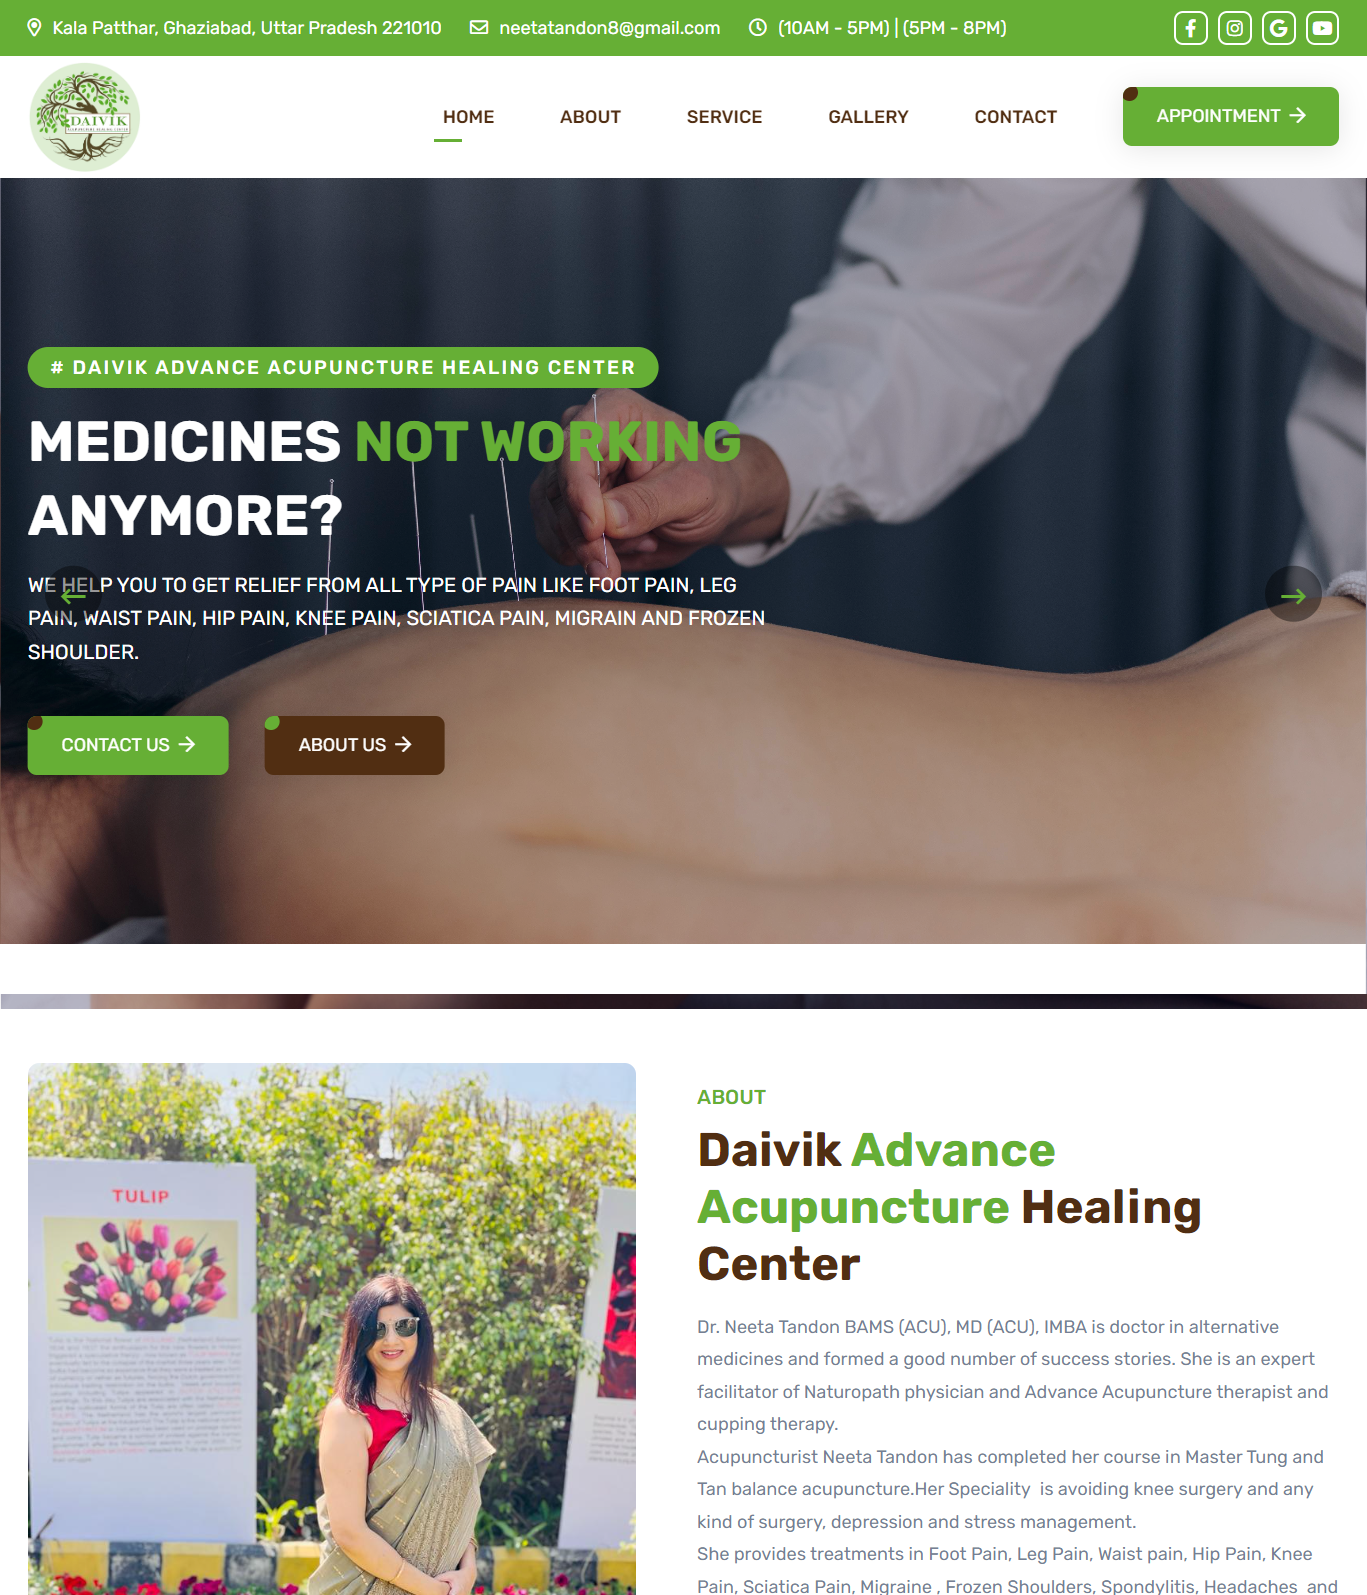 Kala Patthar, Ghaziabad, Uttar Pradesh 221010
neetatandon8@gmail.com
(10AM - 5PM) | (5PM - 8PM)
DAIVIK
HOME
ABOUT
SERVICE
GALLERY
CONTACT
APPOINTMENT
# DAIVIK ADVANCE ACUPUNCTURE HEALING CENTER
MEDICINES NOT WORKING
ANYMORE?
WE HELP YOU TO GET RELIEF FROM ALL TYPE OF PAIN LIKE FOOT PAIN, LEG
PAIN, WAIST PAIN, HIP PAIN, KNEE PAIN, SCIATICA PAIN, MIGRAIN AND FROZEN
SHOULDER.
CONTACT US
ABOUT US
TULIP
ABOUT
Daivik Advance
Acupuncture Healing
Center
Dr. Neeta Tandon BAMS (ACU), MD (ACU), IMBA is doctor in alternative
medicines and formed a good number of success stories. She is an expert
facilitator of Naturopath physician and Advance Acupuncture therapist and
cupping therapy.
Acupuncturist Neeta Tandon has completed her course in Master Tung and
Tan balance acupuncture.Her Speciality  is avoiding knee surgery and any
kind of surgery, depression and stress management.
She provides treatments in Foot Pain, Leg Pain, Waist pain, Hip Pain, Knee
Pain, Sciatica Pain, Migraine , Frozen Shoulders, Spondylitis, Headaches  and